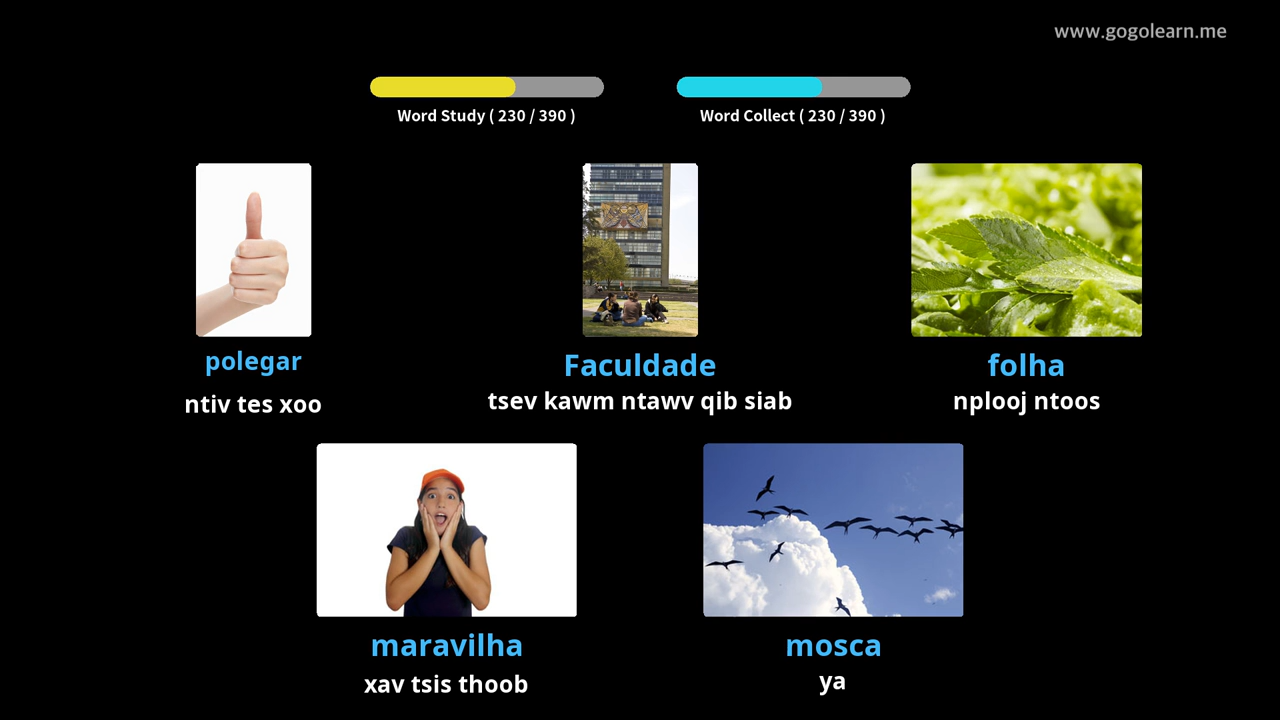 www.gogolearn.me
Word Study ( 230 / 390 )
Word Collect ( 230 / 390 )
polegar
ntiv tes xoo
Faculdade
tsev kawm ntawv qib siab
folha
nplooj ntoos
maravilha
xav tsis thoob
mosca
ya